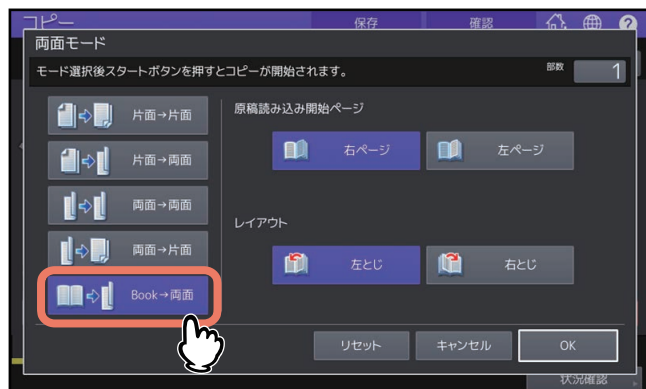 コピー
保存
確認
?
両面モード
モード選択後スタートボタンを押すとコピーが開始されます。
部数
1
片面→片面
片面→両面
両面→両面
両面→片面
Book→両面
原稿読み込み開始ページ
右ページ
左ページ
レイアウト
左とじ
右とじ
リセット
キャンセル
OK
状況確認